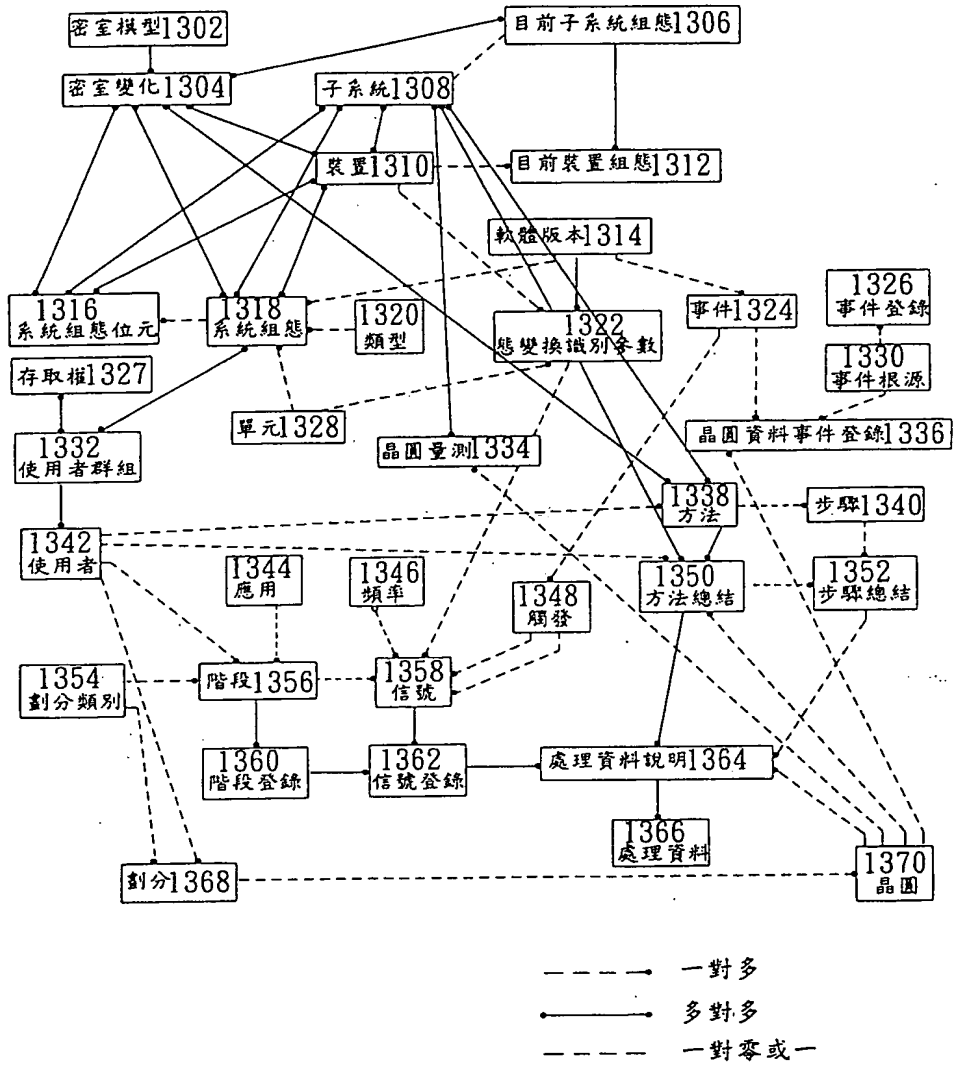 密室模型1302
目前子系統組態1306
密室變化1304
子系統1308
裝置1310
目前裝置組態1312
軟體版本1314
1316
系統組態位元
1318
系統組態
1320
類型
1322
態變換識別參數
事件1324
1326
事件登錄
存取權1327
1330
事件根源
單元1328
1332
使用者群組
晶圓量測1334
晶圓資料事件登錄1336
1338
方法
步驟1340
1342
使用者
1344
應用
1346
頻率
1348
觸發
1350
方法總結
1352
步驟總結
1354
劃分類別
階段1356
1358
信號
1360
階段登錄
1362
信號登錄
處理資料說明1364
1366
處理資料
劃分1368
1370
晶圓
一對多
多對多
一對零或一